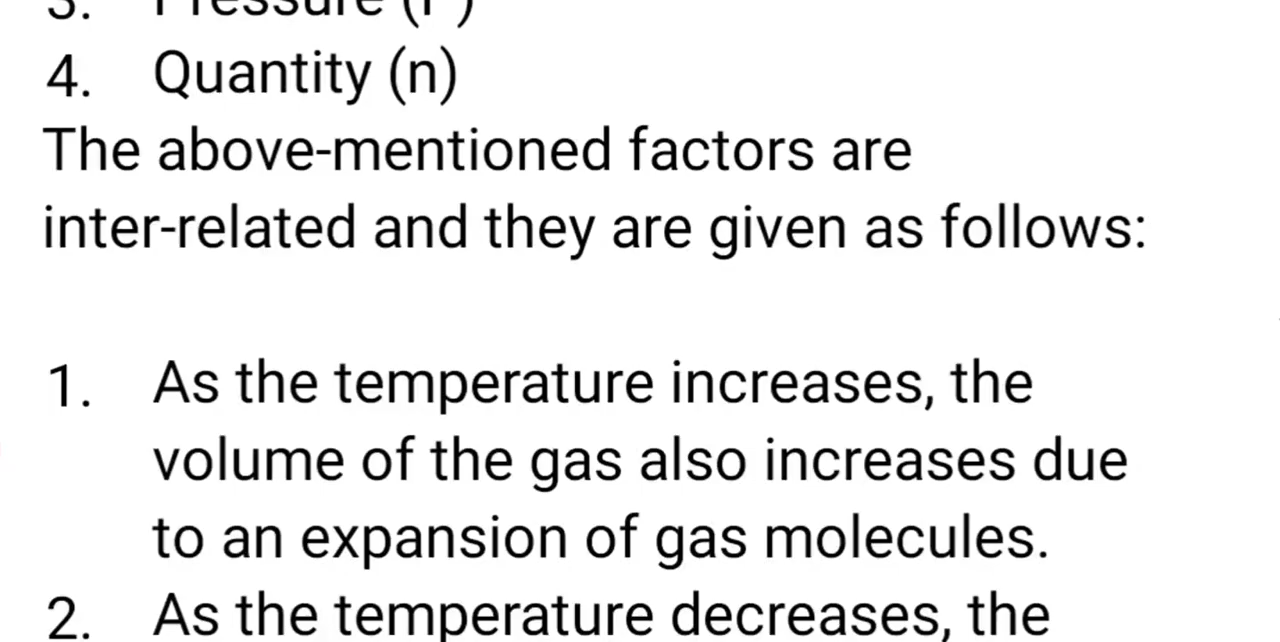 3. Pressure (P)
4. Quantity (n)
The above-mentioned factors are
inter-related and they are given as follows:
1. As the temperature increases, the
volume of the gas also increases due
to an expansion of gas molecules.
2. As the temperature decreases, the